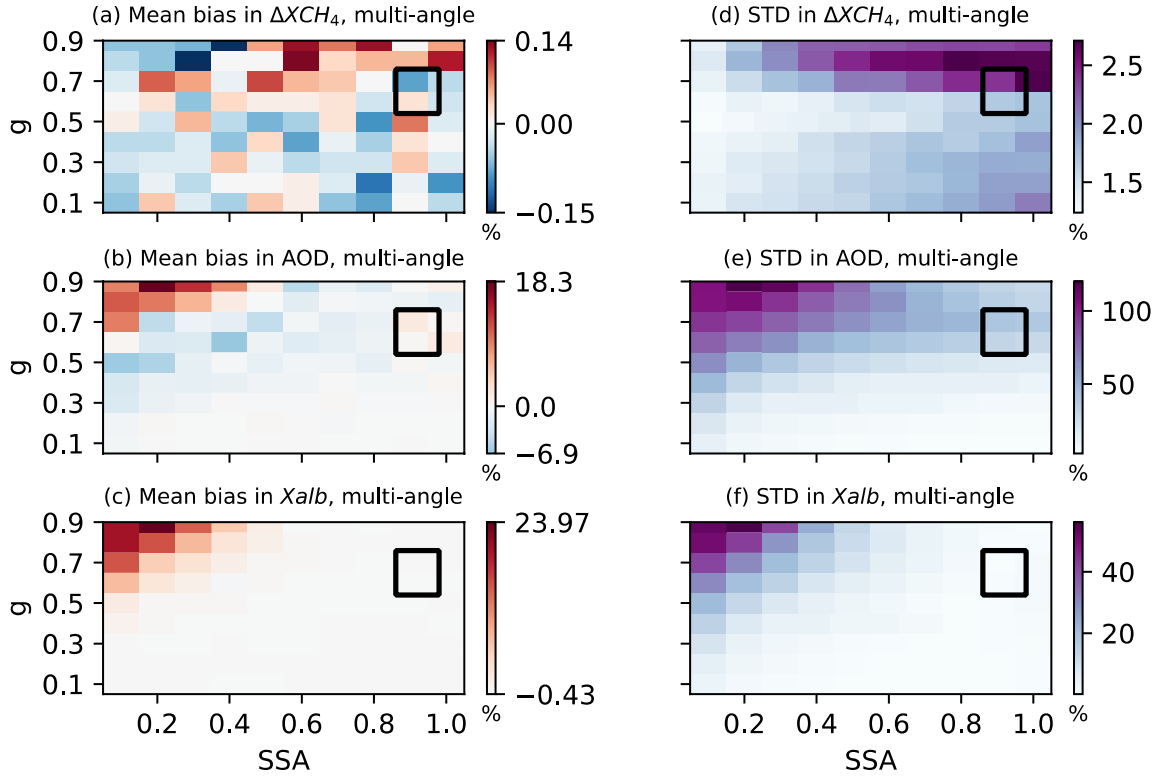 (a) Mean bias in ΔXCH₄, multi-angle
0.9
0.7
0.5
0.3
0.1
g
0.14
0.00
−0.15
%
(d) STD in ΔXCH₄, multi-angle
2.5
2.0
1.5
%
(b) Mean bias in AOD, multi-angle
0.9
0.7
0.5
0.3
0.1
g
18.3
0.0
−6.9
%
(e) STD in AOD, multi-angle
100
50
%
(c) Mean bias in Xalb, multi-angle
0.9
0.7
0.5
0.3
0.1
g
0.2 0.4 0.6 0.8 1.0
SSA
23.97
−0.43
%
(f) STD in Xalb, multi-angle
0.2 0.4 0.6 0.8 1.0
SSA
40
20
%